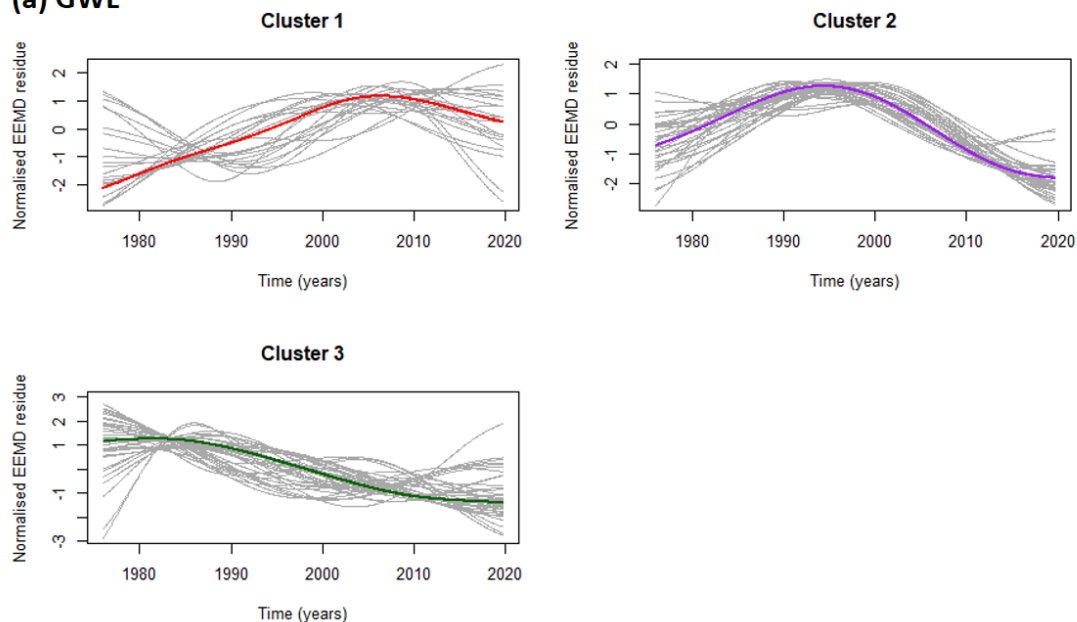 (a) GWL
Cluster 1
Normalised EEMD residue
2
1
0
-1
-2
1980 1990 2000 2010 2020
Time (years)
Cluster 2
Normalised EEMD residue
2
1
0
-1
-2
1980 1990 2000 2010 2020
Time (years)
Cluster 3
Normalised EEMD residue
3
2
1
-1
-3
1980 1990 2000 2010 2020
Time (years)